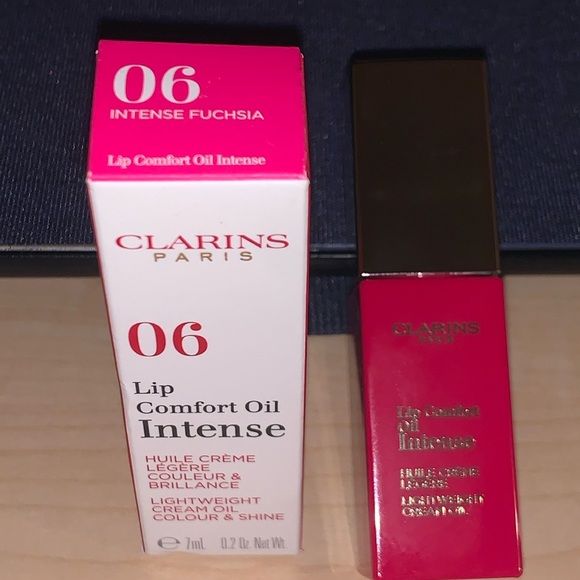 06
INTENSE FUCHSIA
Lip Comfort Oil Intense
CLARINS
PARIS
06
Lip
Comfort Oil
Intense
HUILE CRÈME
LÉGÈRE
COULEUR &
BRILLANCE
LIGHTWEIGHT
CREAM OIL
COLOUR & SHINE
e 7mL 0.2 Oz. Net Wt.
CLARINS
PARIS
Lip Comfort
Oil
Intense
HUILE CRÈME
LÉGÈRE
LIGHTWEIGHT
CREAM OIL